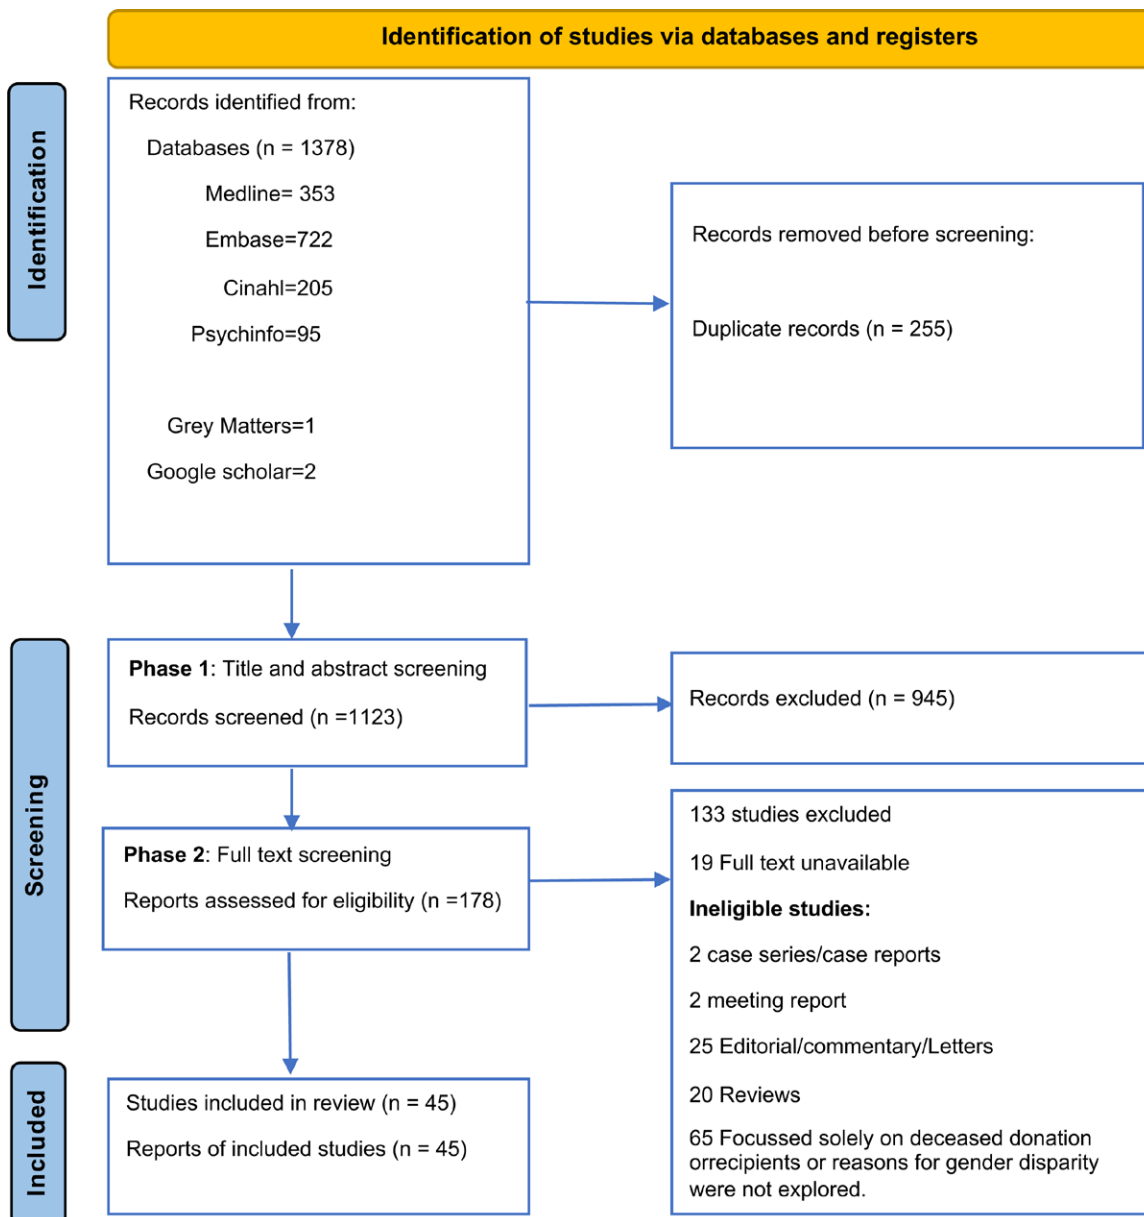 Identification of studies via databases and registers
Identification
Records identified from:
Databases (n = 1378)
Medline= 353
Embase=722
Cinahl=205
Psychinfo=95
Grey Matters=1
Google scholar=2
Records removed before screening:
Duplicate records (n = 255)
Screening
Phase 1: Title and abstract screening
Records screened (n =1123)
Records excluded (n = 945)
Phase 2: Full text screening
Reports assessed for eligibility (n =178)
133 studies excluded
19 Full text unavailable
Ineligible studies:
2 case series/case reports
2 meeting report
25 Editorial/commentary/Letters
20 Reviews
65 Focussed solely on deceased donation
orrecipients or reasons for gender disparity
were not explored.
Included
Studies included in review (n = 45)
Reports of included studies (n = 45)